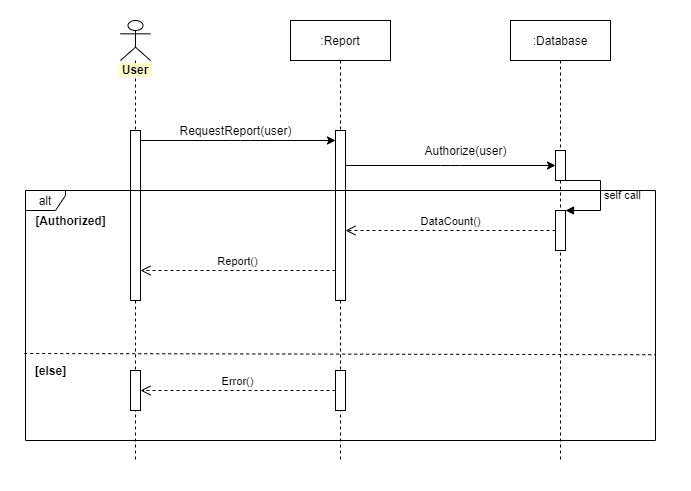 :Report
:Database
User
RequestReport(user)
Authorize(user)
self call
alt
[Authorized]
DataCount()
Report()
[else]
Error()